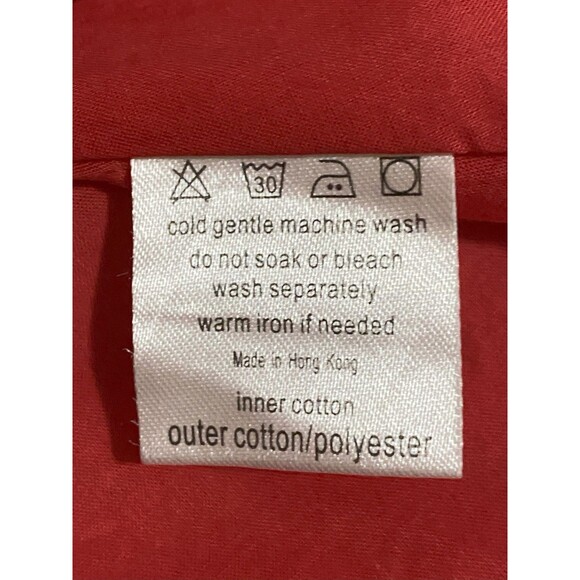 30
cold gentle machine wash
do not soak or bleach
wash separately
warm iron if needed
Made in Hong Kong
inner cotton
outer cotton/polyester